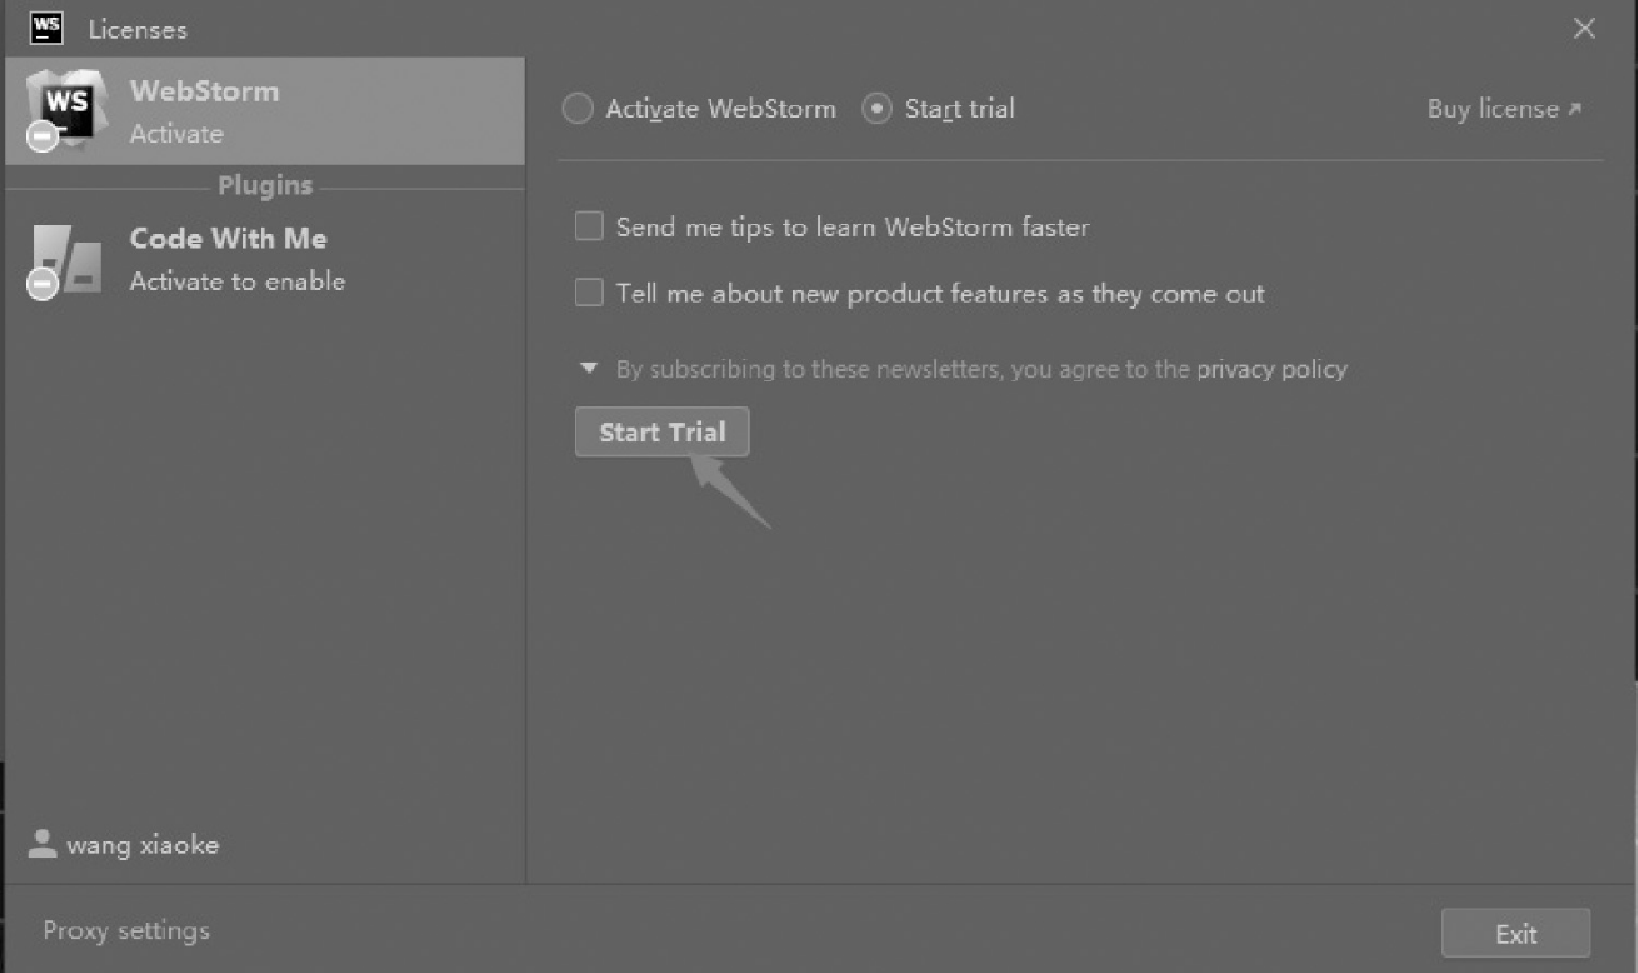 WS Licenses
WS WebStorm
Activate
Plugins
Code With Me
Activate to enable
wang xiaoke
Activate WebStorm Start trial Buy license
Send me tips to learn WebStorm faster
Tell me about new product features as they come out
By subscribing to these newsletters, you agree to the privacy policy
Start Trial
Proxy settings
Exit